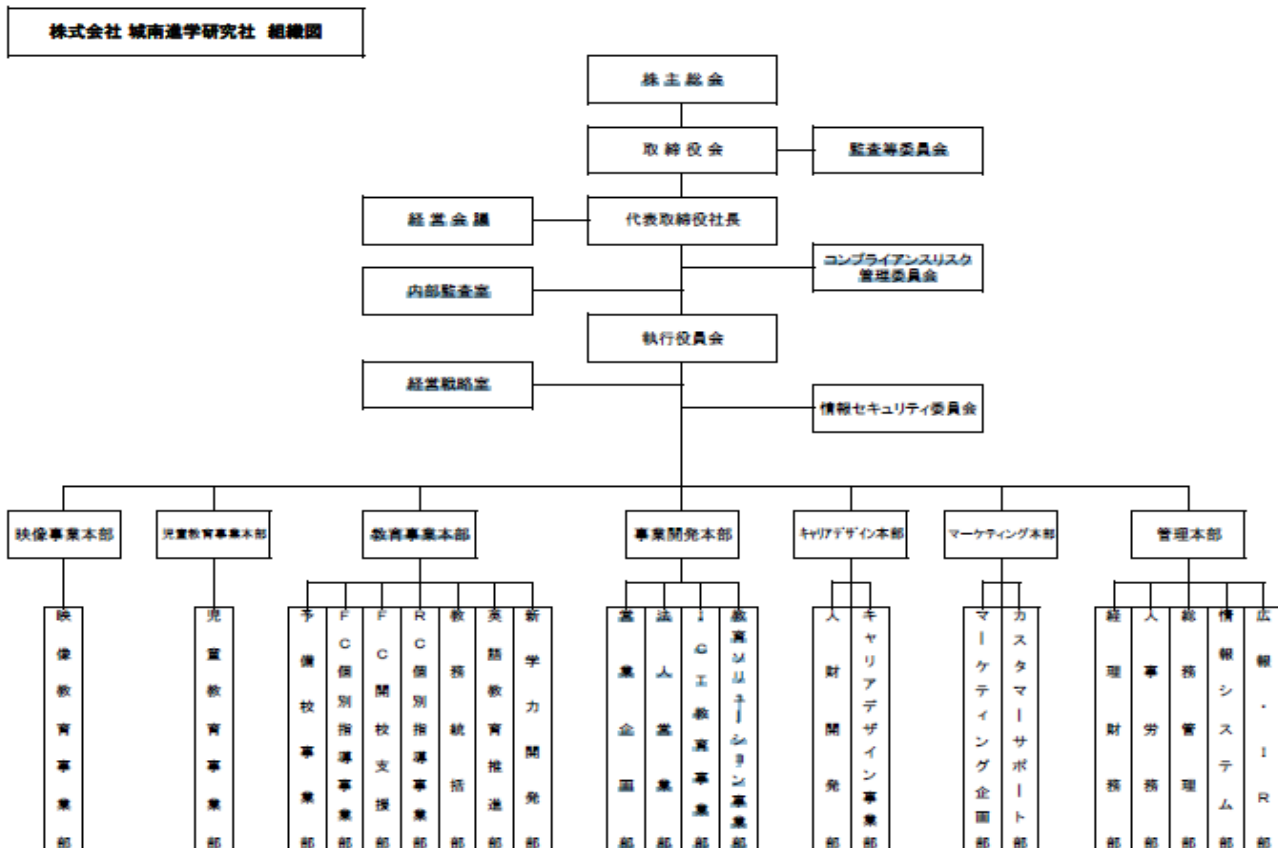 株式会社 城南進学研究社 組織図
株主総会
取締役会
監査等委員会
経営会議
代表取締役社長
コンプライアンスリスク
管理委員会
内部監査室
執行役員会
経営戦略室
情報セキュリティ委員会
映像事業本部
児童教育事業本部
教育事業本部
事業開発本部
キャリアデザイン本部
マーケティング本部
管理本部
映像教育事業部
児童教育事業部
予備校事業部
FC個別指導事業部
FC開校支援部
RC個別指導事業部
教務統括部
英語教育推進部
新学力開発部
営業企画部
法人営業部
ICT教育事業部
教育ソリューション事業部
人財開発部
キャリアデザイン事業部
マーケティング企画部
カスタマーサポート部
経理財務部
人事労務部
総務管理部
情報システム部
広報・IR部